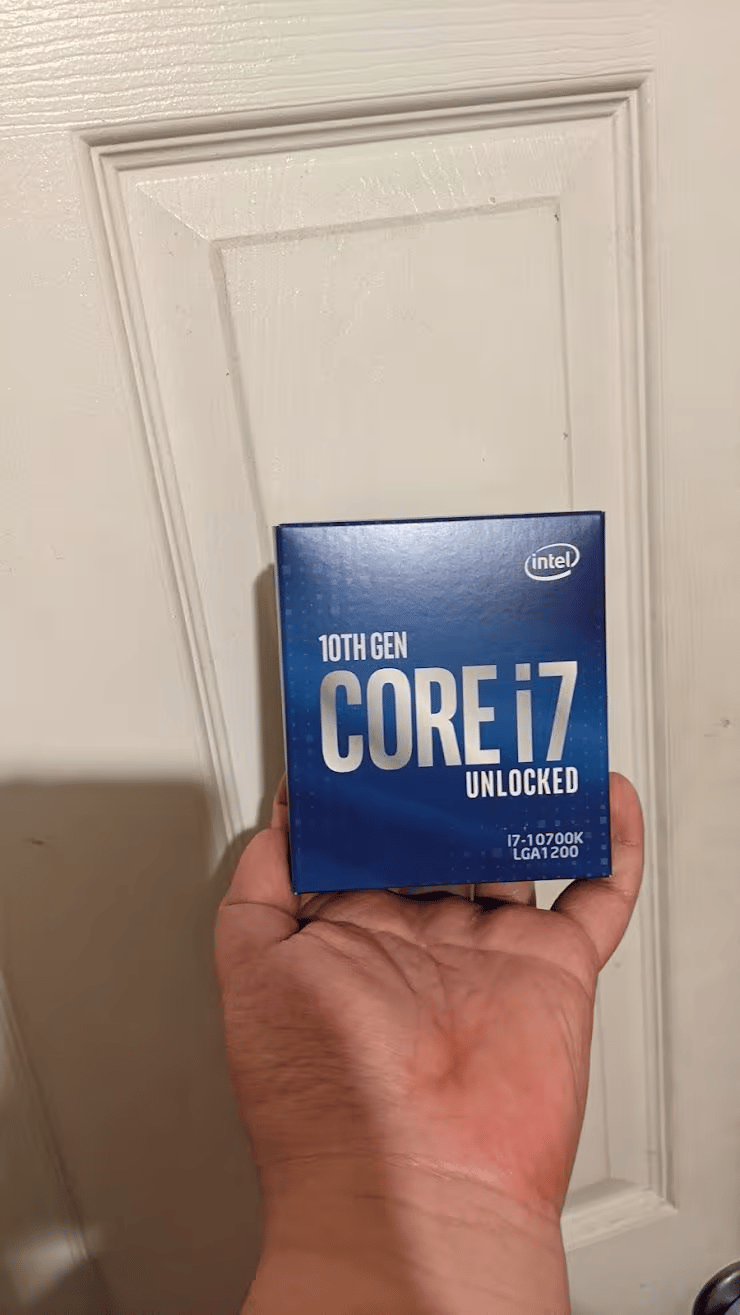 intel
10TH GEN
CORE i7
UNLOCKED
i7-10700K
LGA1200